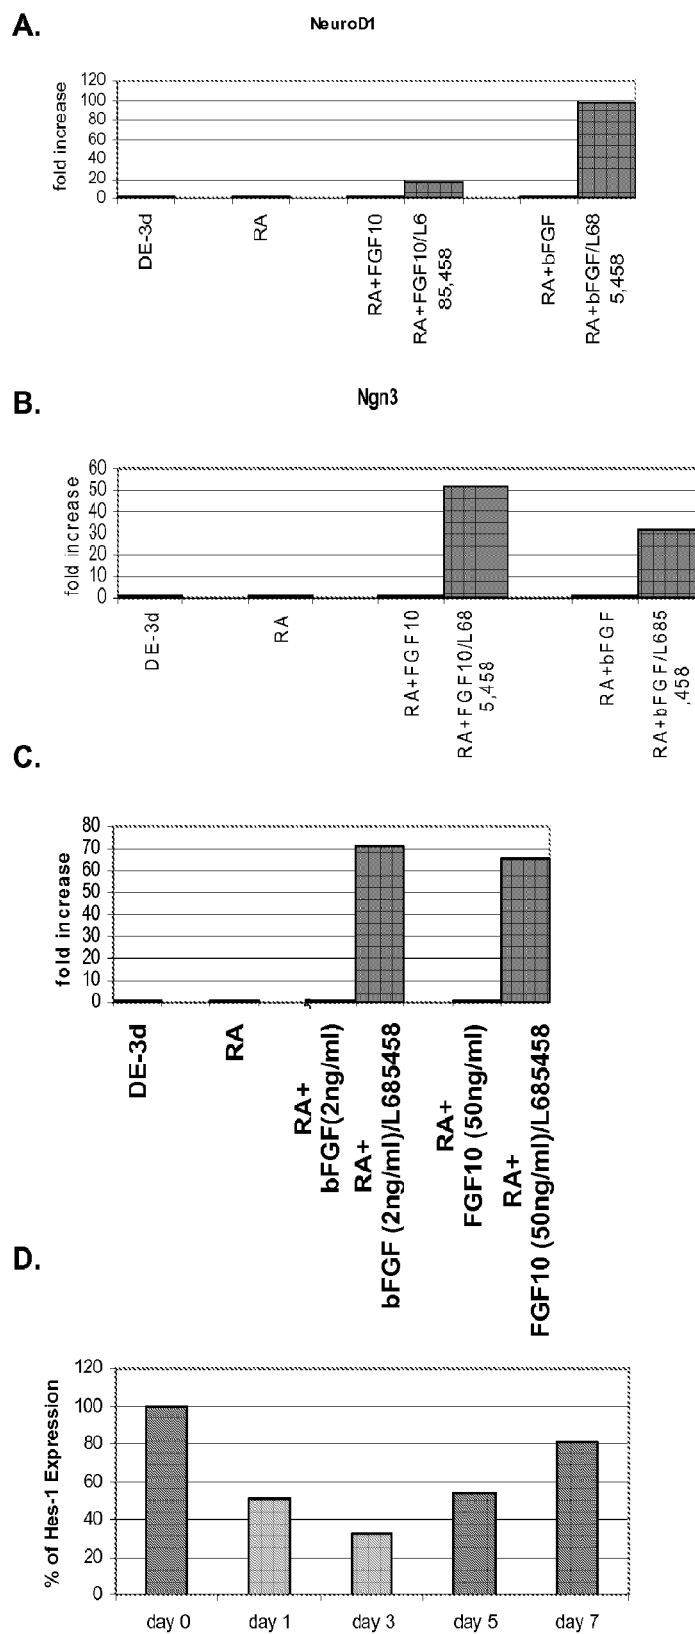 A.
NeuroD1
fold increase
120
100
80
60
40
20
0
DE-3d
RA
RA+FGF10
RA+FGF10/L6
85,458
RA+bFGF
RA+bFGF/L68
5,458
B.
Ngn3
fold increase
60
50
40
30
20
10
0
DE-3d
RA
RA+FGF10
RA+FGF10/L68
5,458
RA+bFGF
RA+bFGF/L685
,458
C.
fold increase
80
70
60
50
40
30
20
10
0
DE-3d
RA
RA+
bFGF(2ng/ml)
RA+
bFGF (2ng/ml)/L685458
RA+
FGF10 (50ng/ml)
RA+
FGF10 (50ng/ml)/L685458
D.
% of Hes-1 Expression
120
100
80
60
40
20
0
day 0
day 1
day 3
day 5
day 7